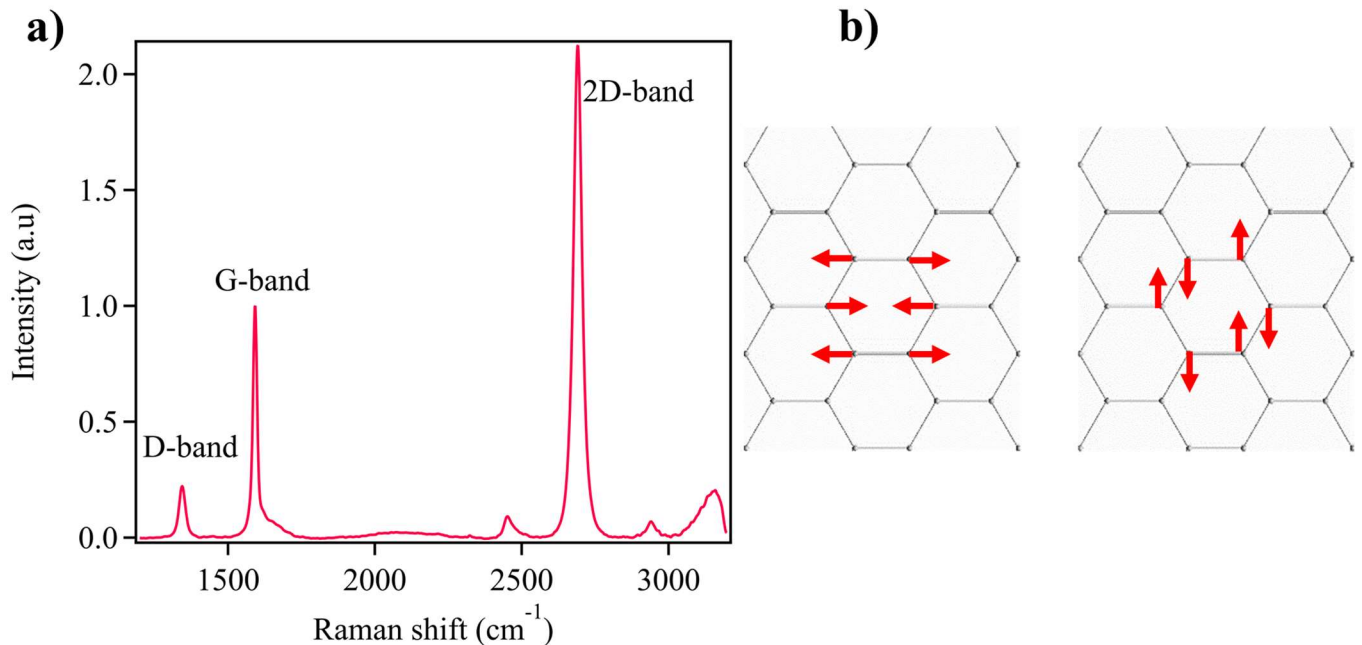 a)
b)
2.0
1.5
1.0
0.5
0.0
Intensity (a.u)
2D-band
G-band
D-band
1500 2000 2500 3000
Raman shift (cm⁻¹)